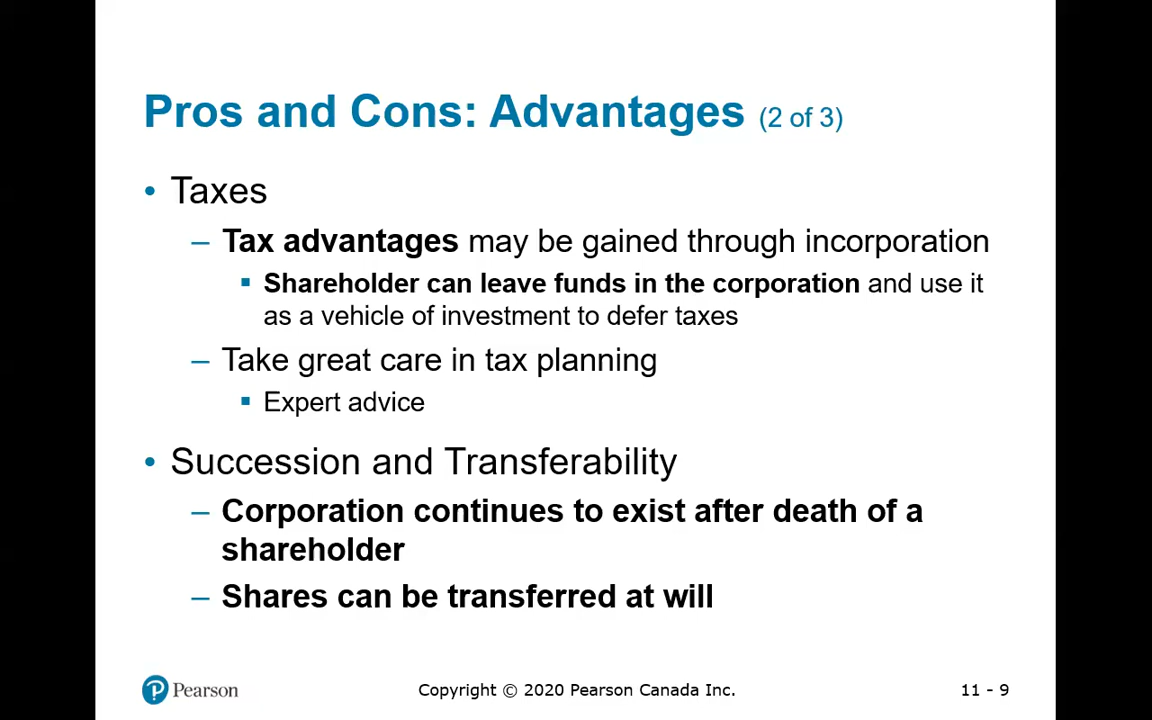 Pros and Cons: Advantages (2 of 3)
• Taxes
– Tax advantages may be gained through incorporation
▪ Shareholder can leave funds in the corporation and use it
as a vehicle of investment to defer taxes
– Take great care in tax planning
▪ Expert advice
• Succession and Transferability
– Corporation continues to exist after death of a
shareholder
– Shares can be transferred at will
P Pearson
Copyright © 2020 Pearson Canada Inc.
11 - 9